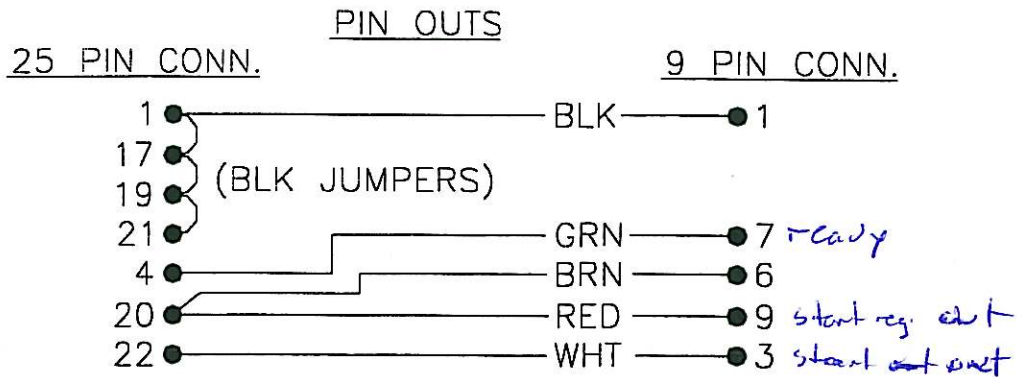 PIN OUTS
25 PIN CONN.
9 PIN CONN.
1 BLK 1
17
(BLK JUMPERS)
19
21
GRN 7 ready
4
BRN 6
20 RED 9 start reg.
22 WHT 3 start